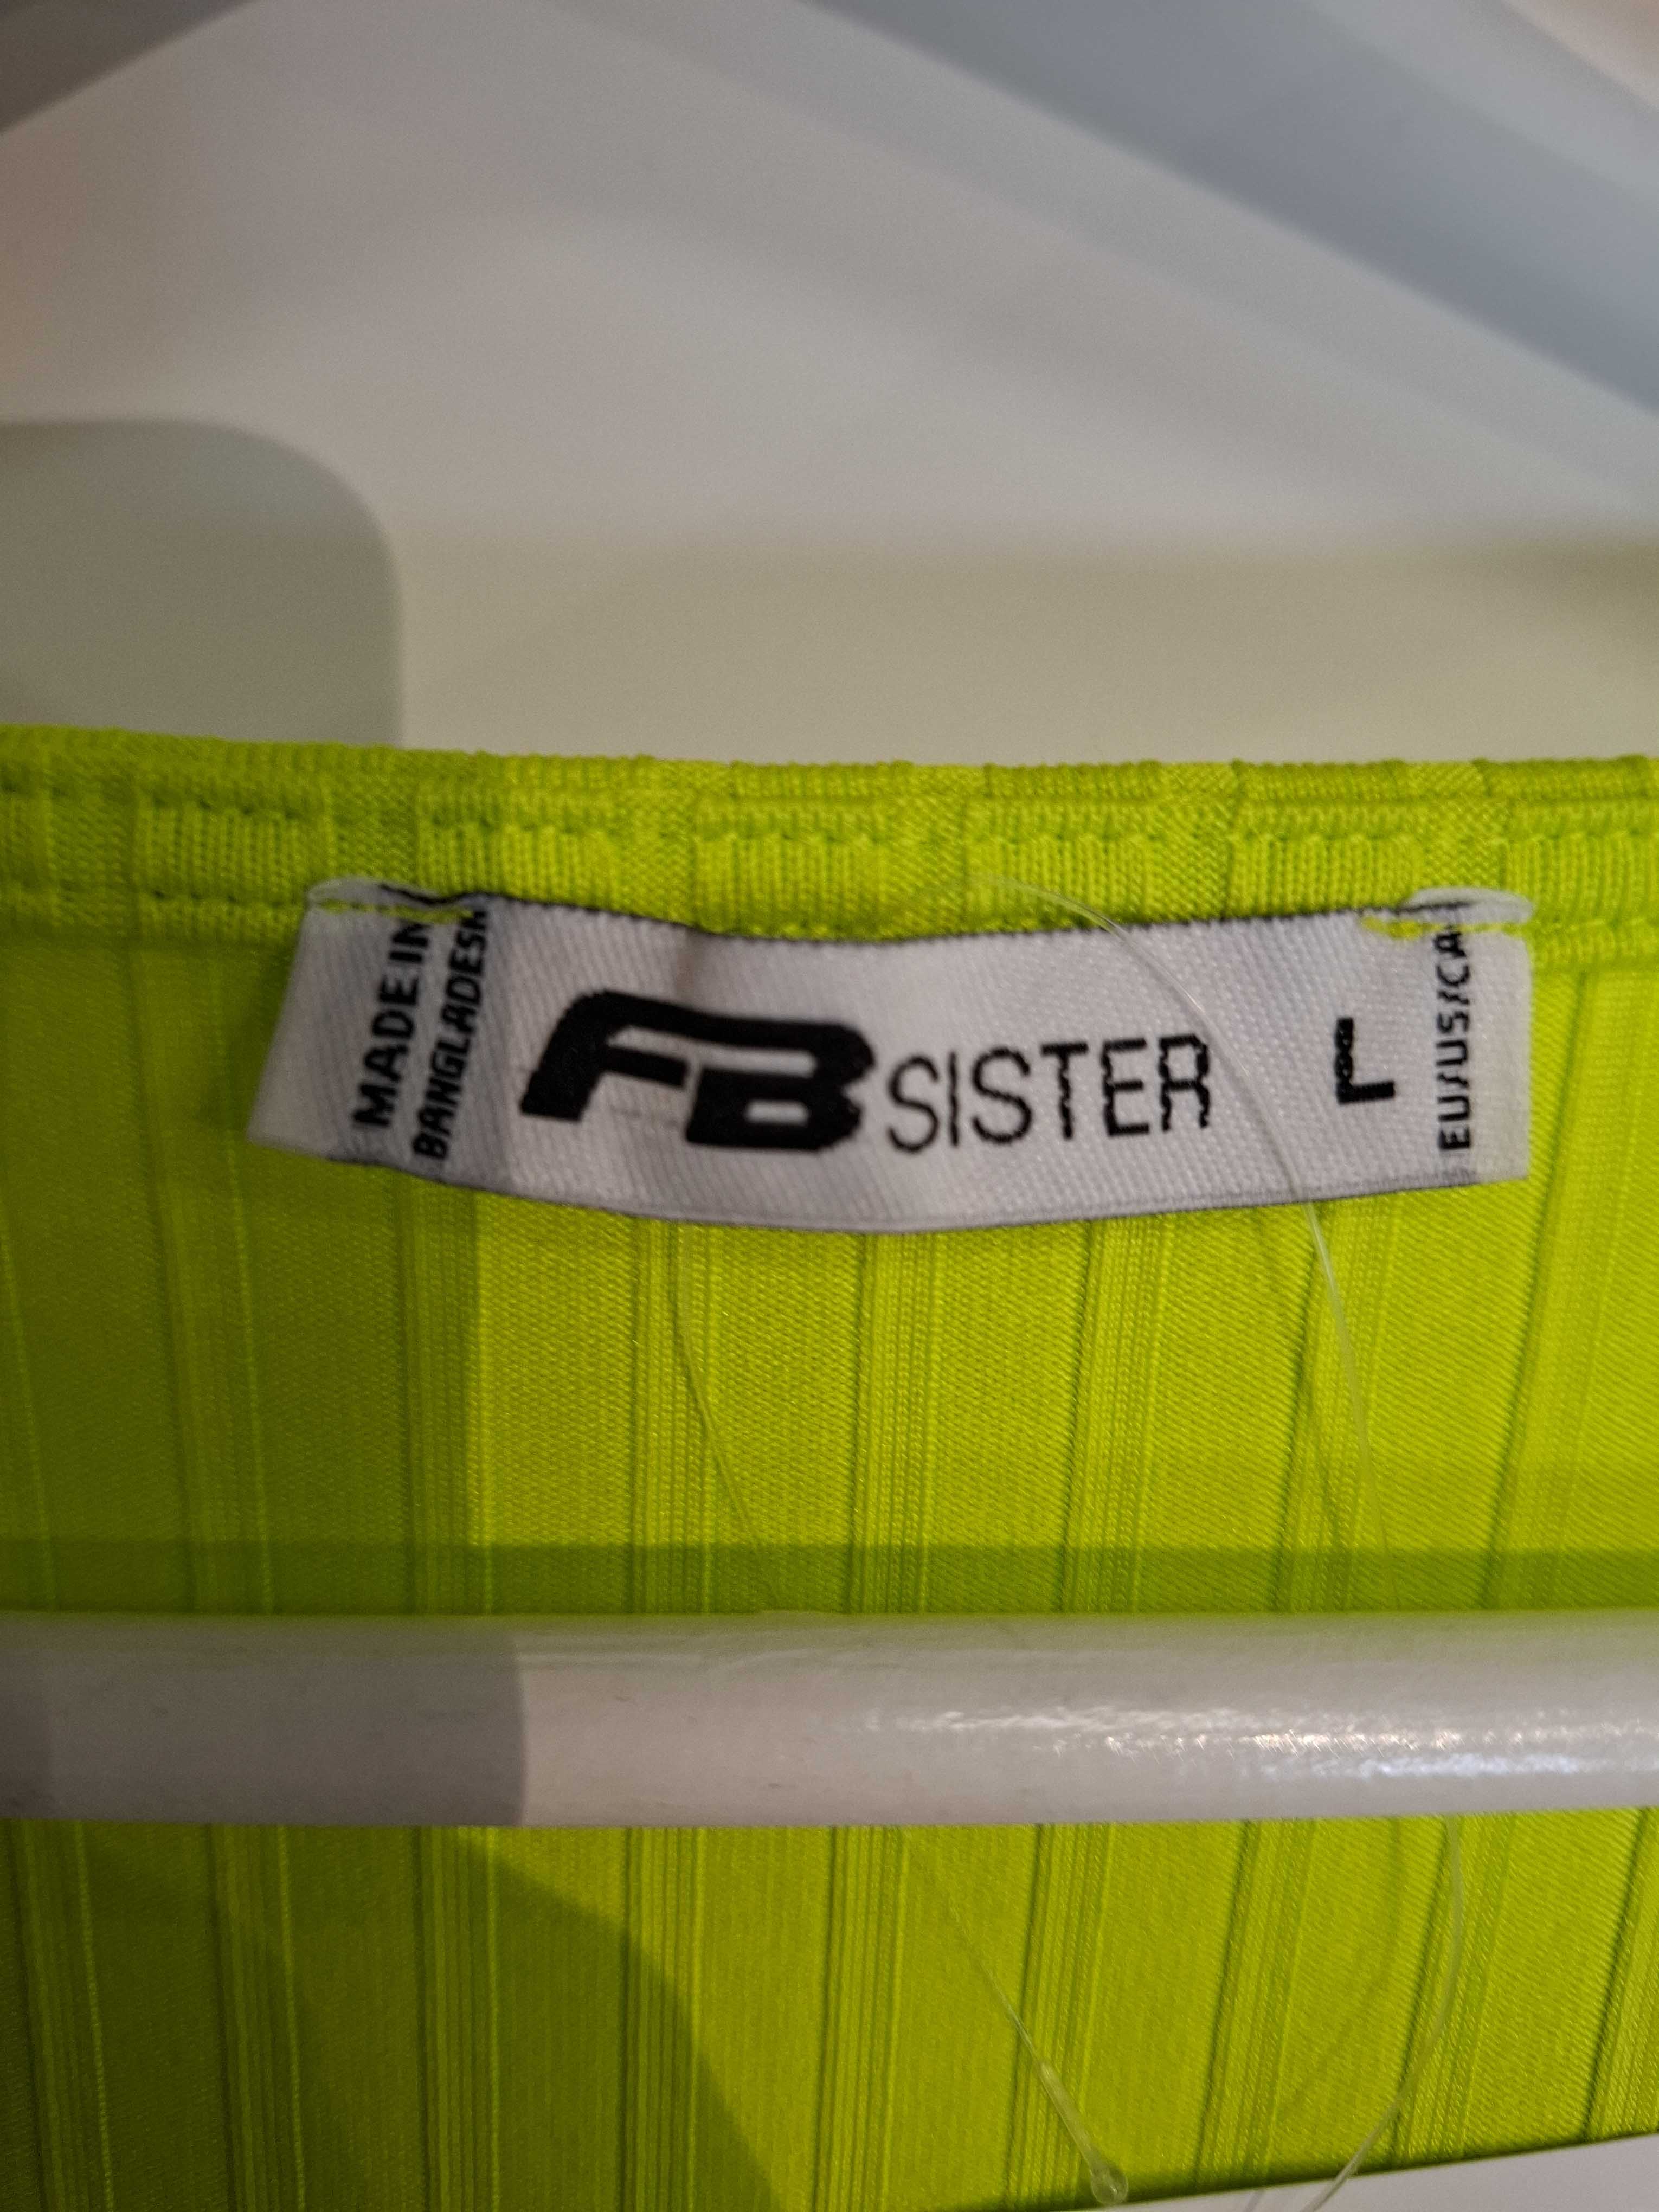 MADE IN
BANGLADESH
FB SISTER
L
EU/US/CA